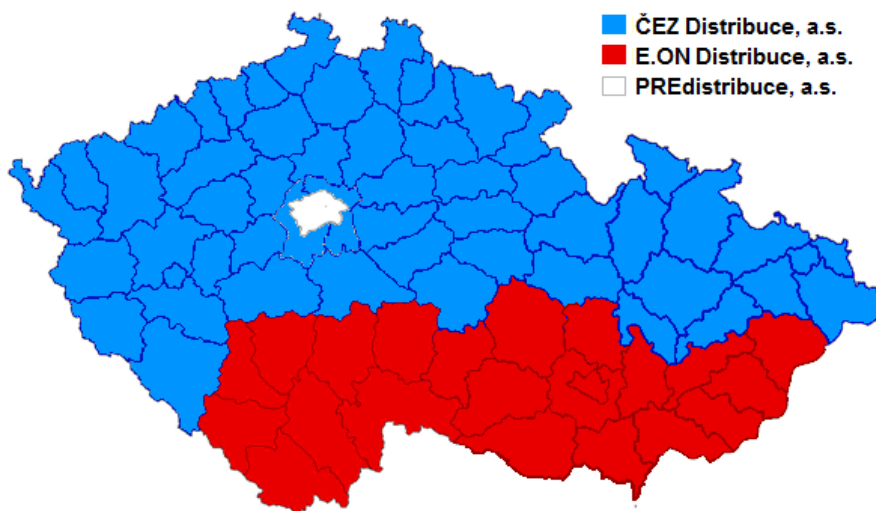 ČEZ Distribuce, a.s.
E.ON Distribuce, a.s.
PREdistribuce, a.s.